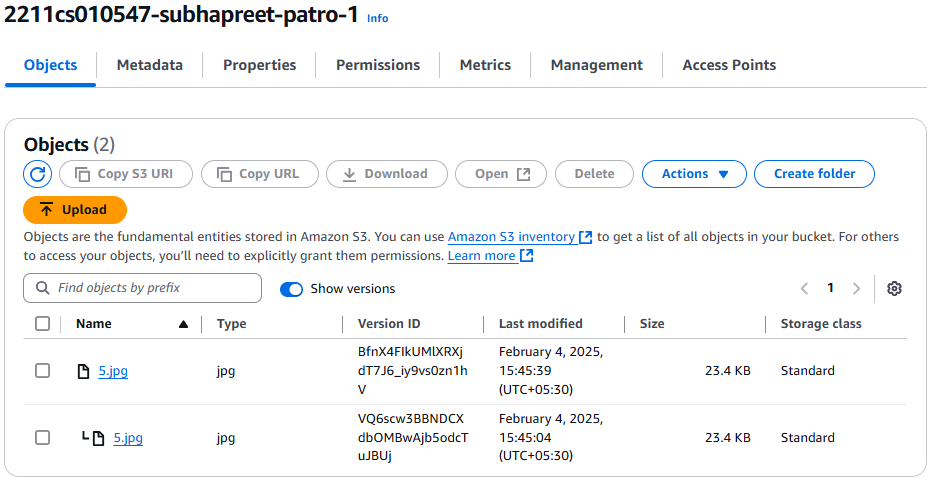 2211cs010547-subhapreet-patro-1 Info
Objects Metadata Properties Permissions Metrics Management Access Points
Objects (2)
Copy S3 URI Copy URL Download Open Delete Actions Create folder
Upload
Objects are the fundamental entities stored in Amazon S3. You can use Amazon S3 inventory to get a list of all objects in your bucket. For others
to access your objects, you'll need to explicitly grant them permissions. Learn more
Find objects by prefix Show versions 1
Name Type Version ID Last modified Size Storage class
BfnX4FIkUMlXRXj February 4, 2025,
5.jpg jpg dT7J6_iy9vs0zn1h 15:45:39 23.4 KB Standard
V (UTC+05:30)
VQ6scw3BBNDCX February 4, 2025,
5.jpg jpg dbOMBwAjb5odcT 15:45:04 23.4 KB Standard
uJBUj (UTC+05:30)